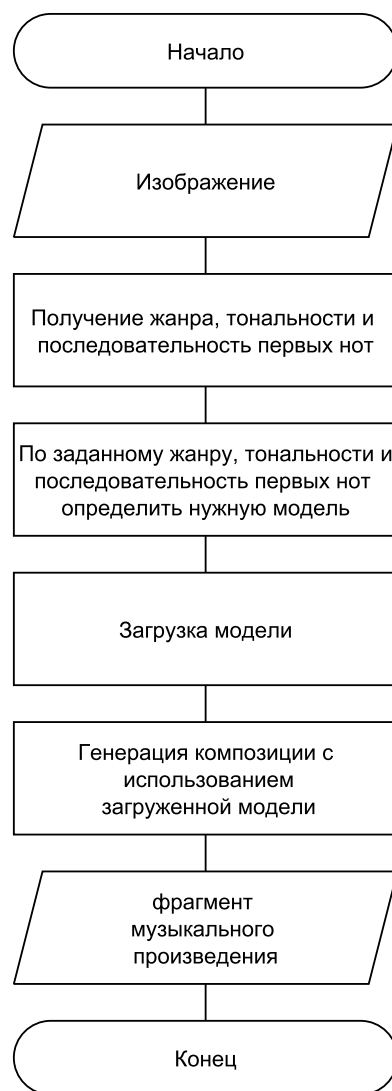 Начало
Изображение
Получение жанра, тональности и
последовательность первых нот
По заданному жанру, тональности и
последовательность первых нот
определить нужную модель
Загрузка модели
Генерация композиции с
использованием
загруженной модели
фрагмент
музыкального
произведения
Конец